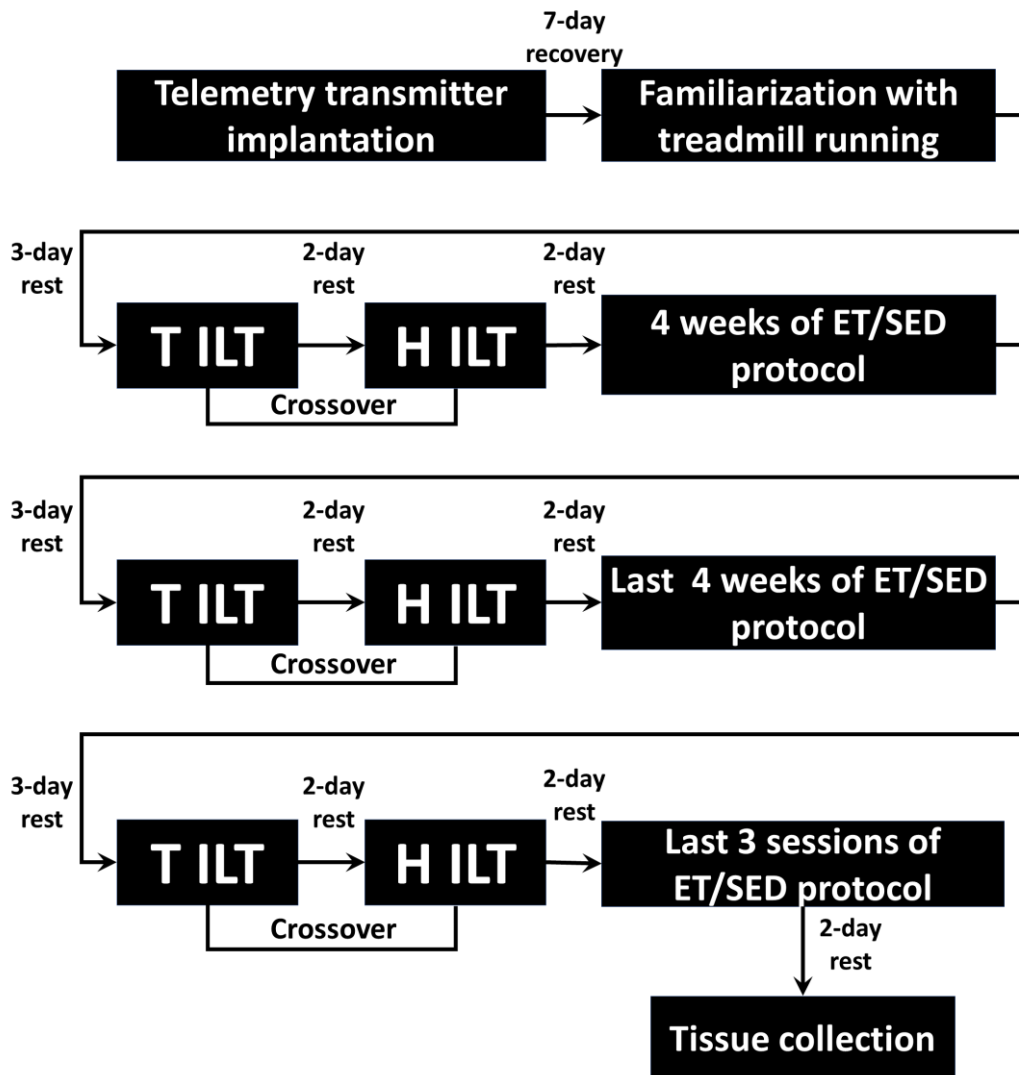 7-day
recovery
Telemetry transmitter
implantation
Familiarization with
treadmill running
3-day
rest
2-day
rest
2-day
rest
T ILT
H ILT
4 weeks of ET/SED
protocol
Crossover
3-day
rest
2-day
rest
2-day
rest
T ILT
H ILT
Last 4 weeks of ET/SED
protocol
Crossover
3-day
rest
2-day
rest
2-day
rest
T ILT
H ILT
Last 3 sessions of
ET/SED protocol
Crossover
2-day
rest
Tissue collection